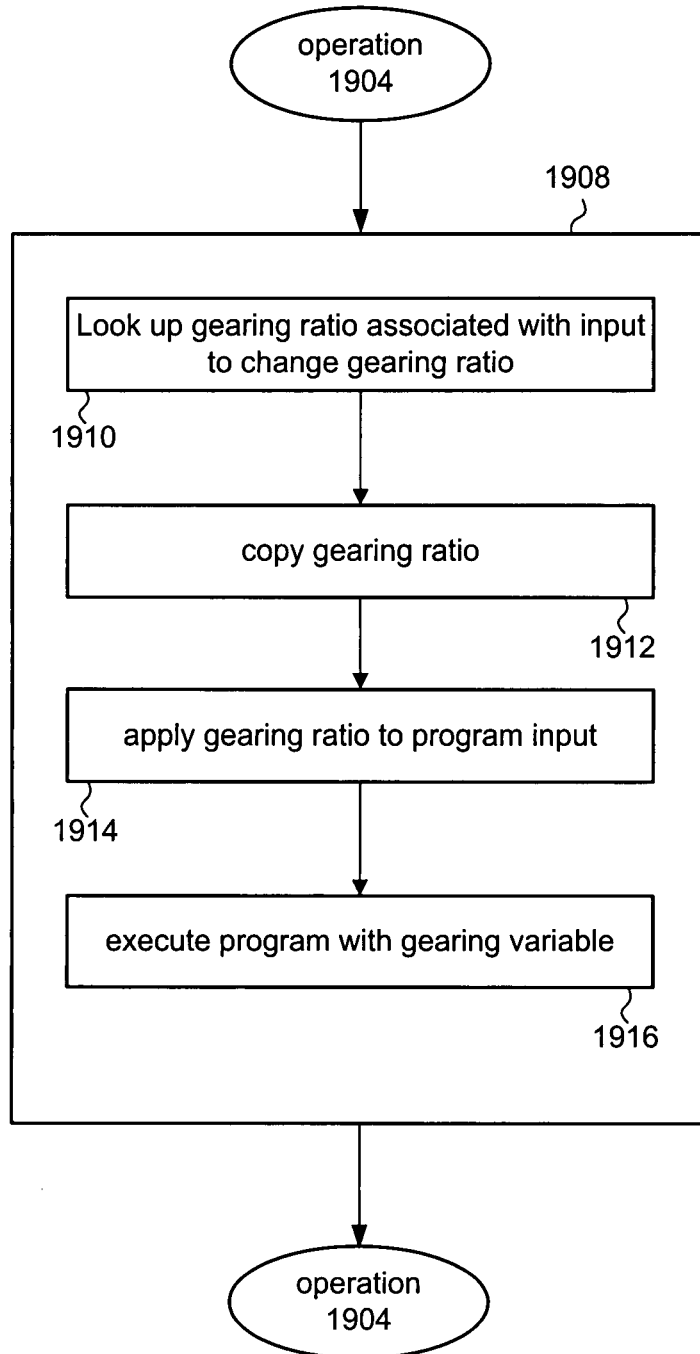 operation
1904
1908
Look up gearing ratio associated with input
to change gearing ratio
1910
copy gearing ratio
1912
apply gearing ratio to program input
1914
execute program with gearing variable
1916
operation
1904